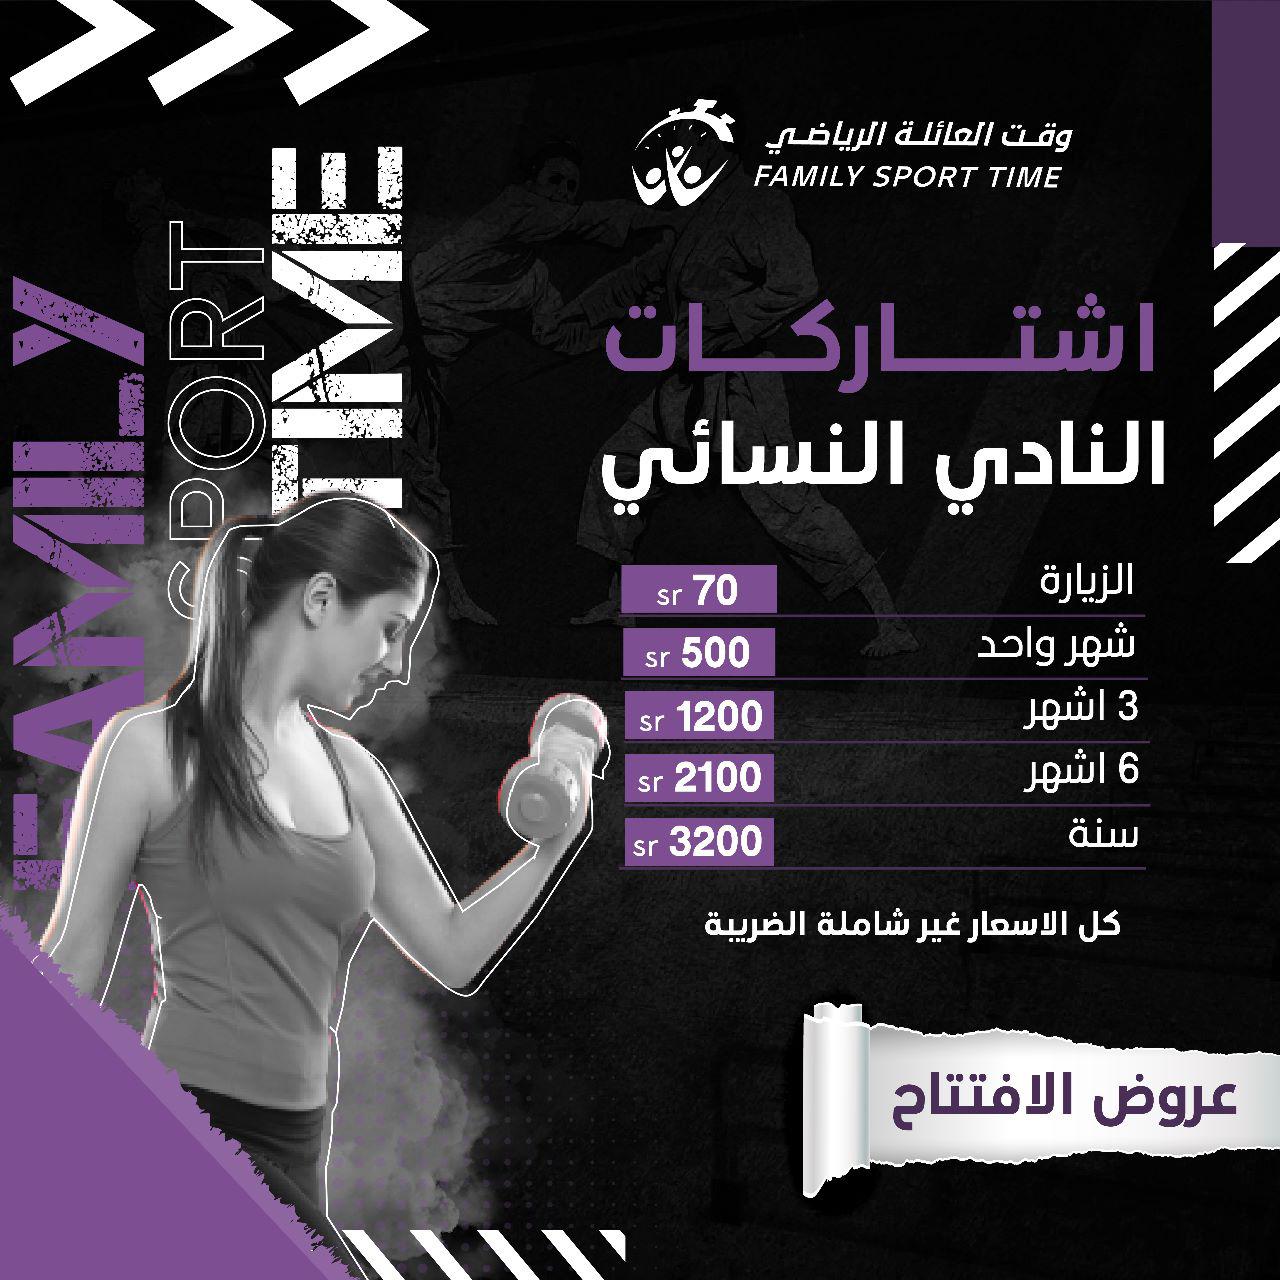 وقت العائلة الرياضي
FAMILY SPORT TIME
FAMILY
SPORT
TIME
اشتـــــاركـــات
النادي النسائي
الزيارة 70 sr
شهر واحد 500 sr
3 اشهر 1200 sr
6 اشهر 2100 sr
سنة 3200 sr
كل الاسعار غير شاملة الضريبة
عروض الافتتاح